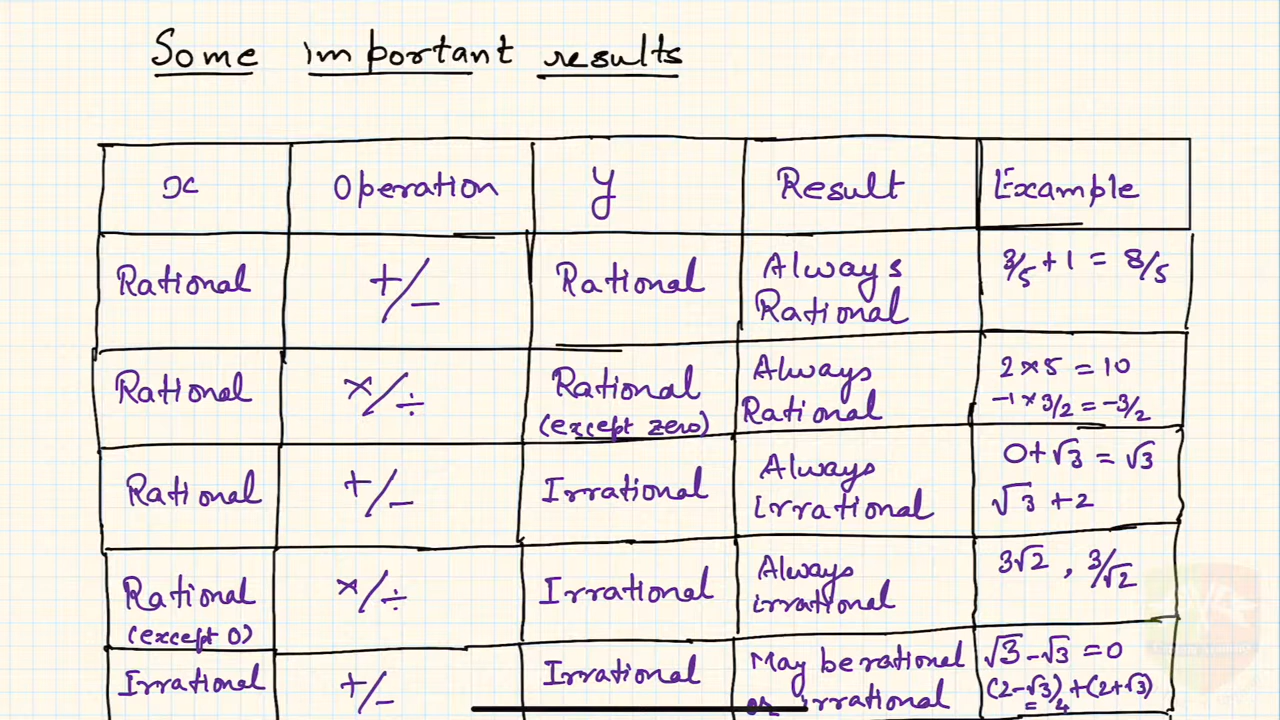 Some important results
x Operation y Result Example
Rational +/- Rational Always Rational 3/5 + 1 = 8/5
Rational ×/÷ Rational (except zero) Always Rational 2 × 5 = 10
-1 × 3/2 = -3/2
Rational +/- Irrational Always irrational 0 + √3 = √3
√3 + 2
Rational (except 0) ×/÷ Irrational Always irrational 3√2 , 3/√2
Irrational +/- Irrational May be rational or irrational √3 - √3 = 0
(2-√3) + (2+√3)
= 4